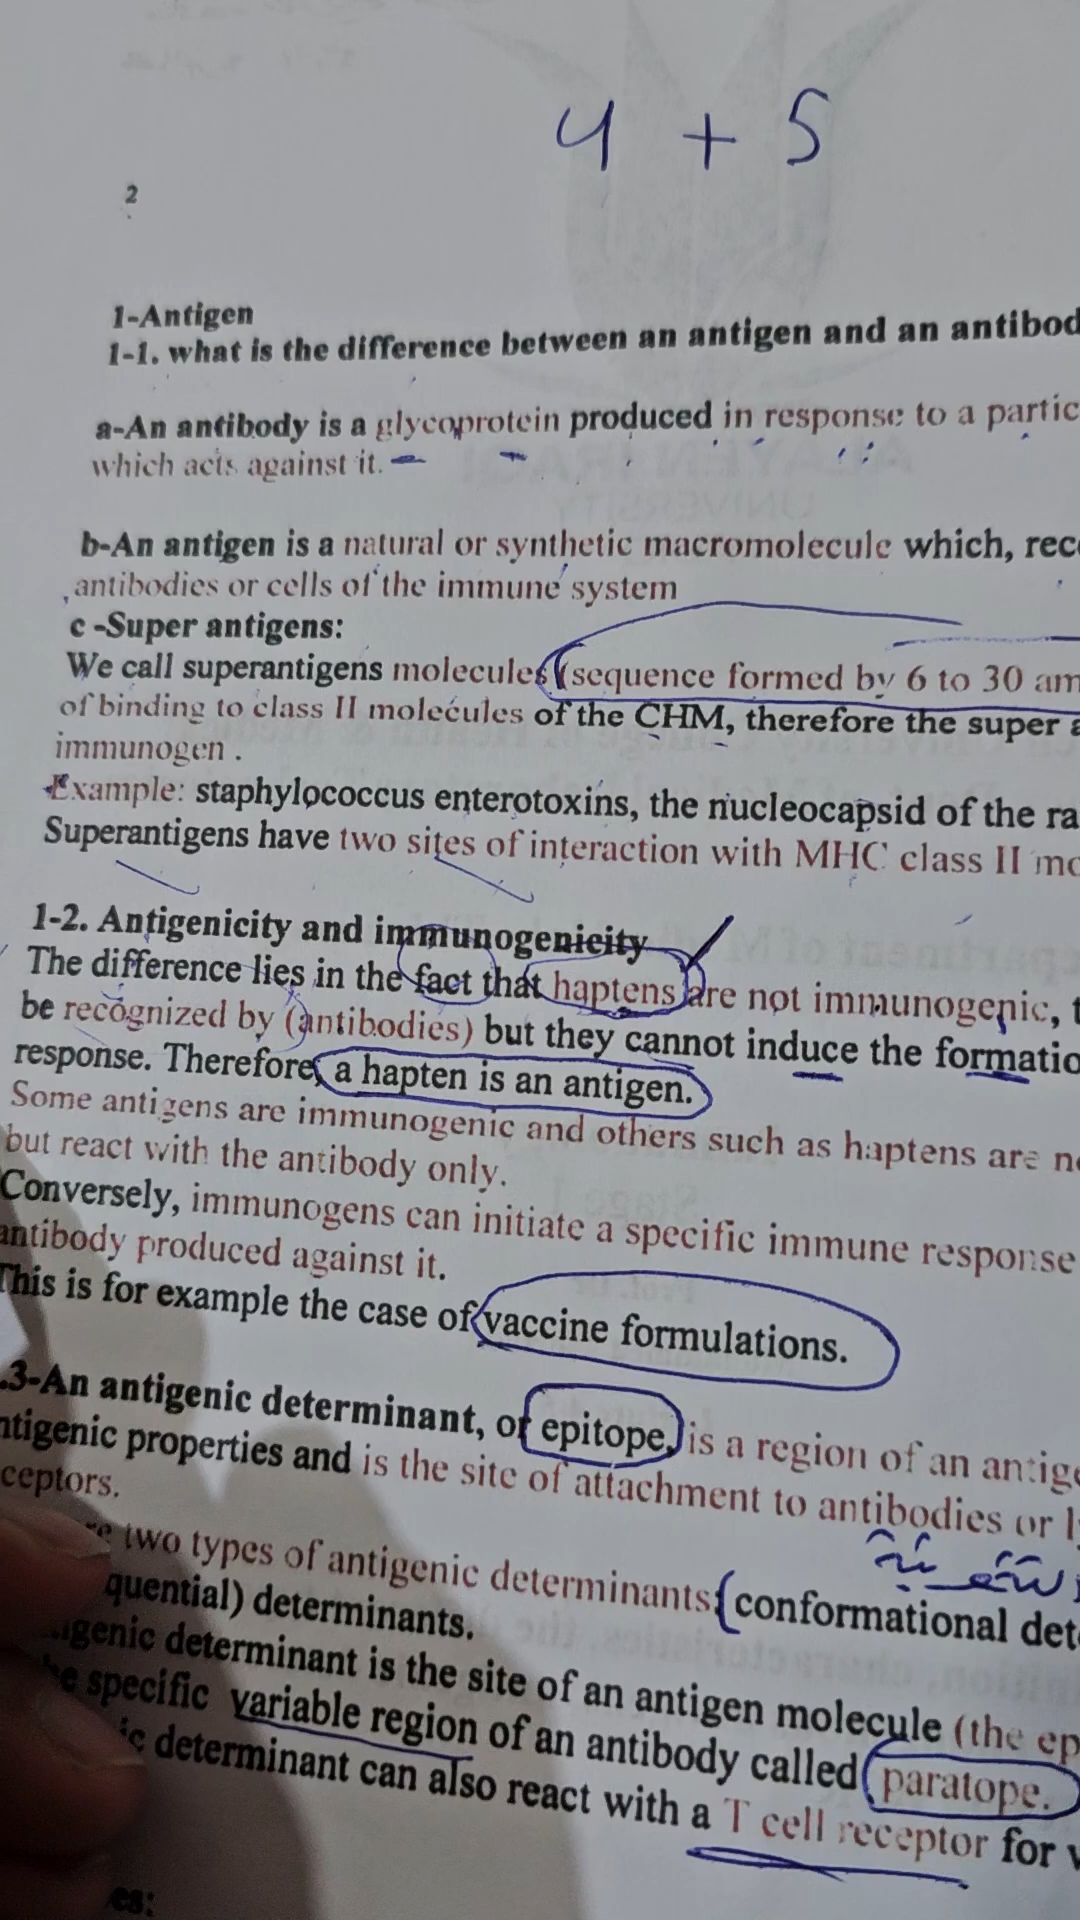 4 + 5
2
1-Antigen
1-1. what is the difference between an antigen and an antibod
a-An antibody is a glycoprotein produced in response to a partic
which acts against it.
b-An antigen is a natural or synthetic macromolecule which, rec
antibodies or cells of the immune system
c -Super antigens:
We call superantigens molecules (sequence formed by 6 to 30 am
of binding to class II molecules of the CHM, therefore the super a
immunogen .
Example: staphylococcus enterotoxins, the nucleocapsid of the ra
Superantigens have two sites of interaction with MHC class II mo
1-2. Antigenicity and immunogenicity
The difference lies in the fact that haptens are not immunogenic, t
be recognized by (antibodies) but they cannot induce the formatio
response. Therefore, a hapten is an antigen.
Some antigens are immunogenic and others such as haptens are n
but react with the antibody only.
Conversely, immunogens can initiate a specific immune response
antibody produced against it.
This is for example the case of vaccine formulations.
.3-An antigenic determinant, or epitope, is a region of an antige
ntigenic properties and is the site of attachment to antibodies or l
ceptors.
re two types of antigenic determinants: (conformational det
quential) determinants.
igenic determinant is the site of an antigen molecule (the ep
he specific variable region of an antibody called paratope.
ic determinant can also react with a T cell receptor for
es: